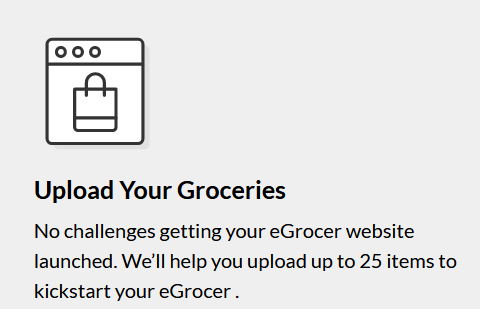 Upload Your Groceries
No challenges getting your eGrocer website
launched. We’ll help you upload up to 25 items to
kickstart your eGrocer .